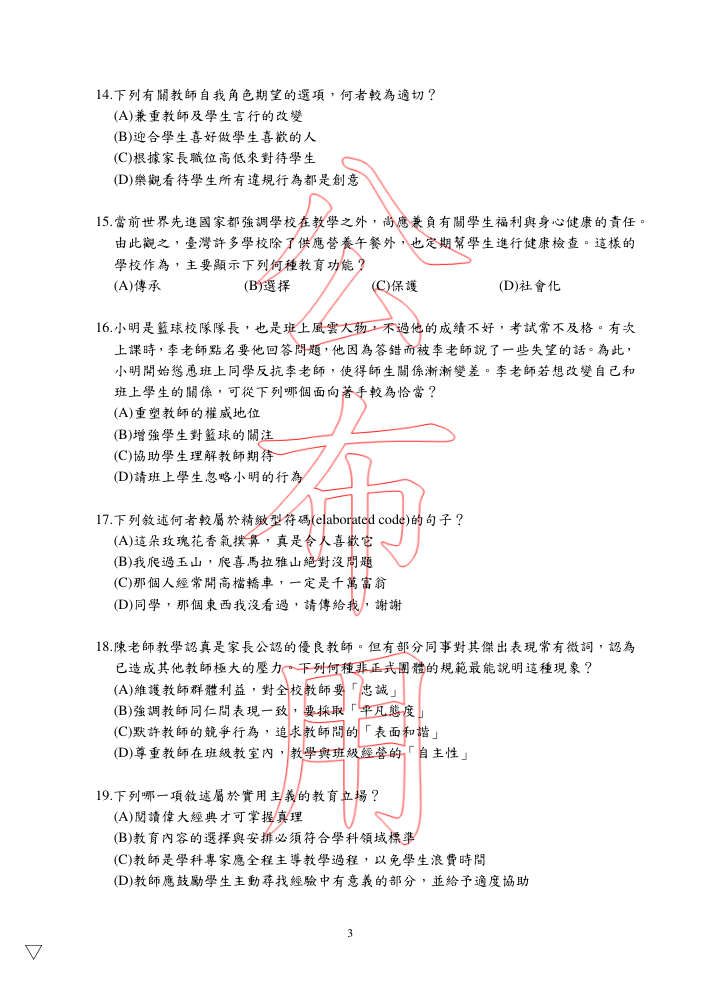 14.下列有關教師自我角色期望的選項，何者較為適切？
(A)兼重教師及學生言行的改變
(B)迎合學生喜好做學生喜歡的人
(C)根據家長職位高低來對待學生
(D)樂觀看待學生所有違規行為都是創意
15.當前世界先進國家都強調學校在教學之外，尚應兼負有關學生福利與身心健康的責任。
由此觀之，臺灣許多學校除了供應營養午餐外，也定期幫學生進行健康檢查。這樣的
學校作為，主要顯示下列何種教育功能？
(A)傳承 (B)選擇 (C)保護 (D)社會化
16.小明是籃球校隊隊長，也是班上風雲人物，不過他的成績不好，考試常不及格。有次
上課時，李老師點名要他回答問題，他因為答錯而被李老師說了一些失望的話。為此，
小明開始慫恿班上同學反抗李老師，使得師生關係漸漸變差。李老師若想改變自己和
班上學生的關係，可從下列哪個面向著手較為恰當？
(A)重塑教師的權威地位
(B)增強學生對籃球的關注
(C)協助學生理解教師期待
(D)請班上學生忽略小明的行為
17.下列敘述何者較屬於精緻型符碼(elaborated code)的句子？
(A)這朵玫瑰花香氣撲鼻，真是令人喜歡它
(B)我爬過玉山，爬喜馬拉雅山絕對沒問題
(C)那個人經常開高檔轎車，一定是千萬富翁
(D)同學，那個東西我沒看過，請傳給我，謝謝
18.陳老師教學認真是家長公認的優良教師。但有部分同事對其傑出表現常有微詞，認為
已造成其他教師極大的壓力。下列何種非正式團體的規範最能說明這種現象？
(A)維護教師群體利益，對全校教師要「忠誠」
(B)強調教師同仁間表現一致，要採取「平凡態度」
(C)默許教師的競爭行為，追求教師間的「表面和諧」
(D)尊重教師在班級教室內，教學與班級經營的「自主性」
19.下列哪一項敘述屬於實用主義的教育立場？
(A)閱讀偉大經典才可掌握真理
(B)教育內容的選擇與安排必須符合學科領域標準
(C)教師是學科專家應全程主導教學過程，以免學生浪費時間
(D)教師應鼓勵學生主動尋找經驗中有意義的部分，並給予適度協助
公布用
3